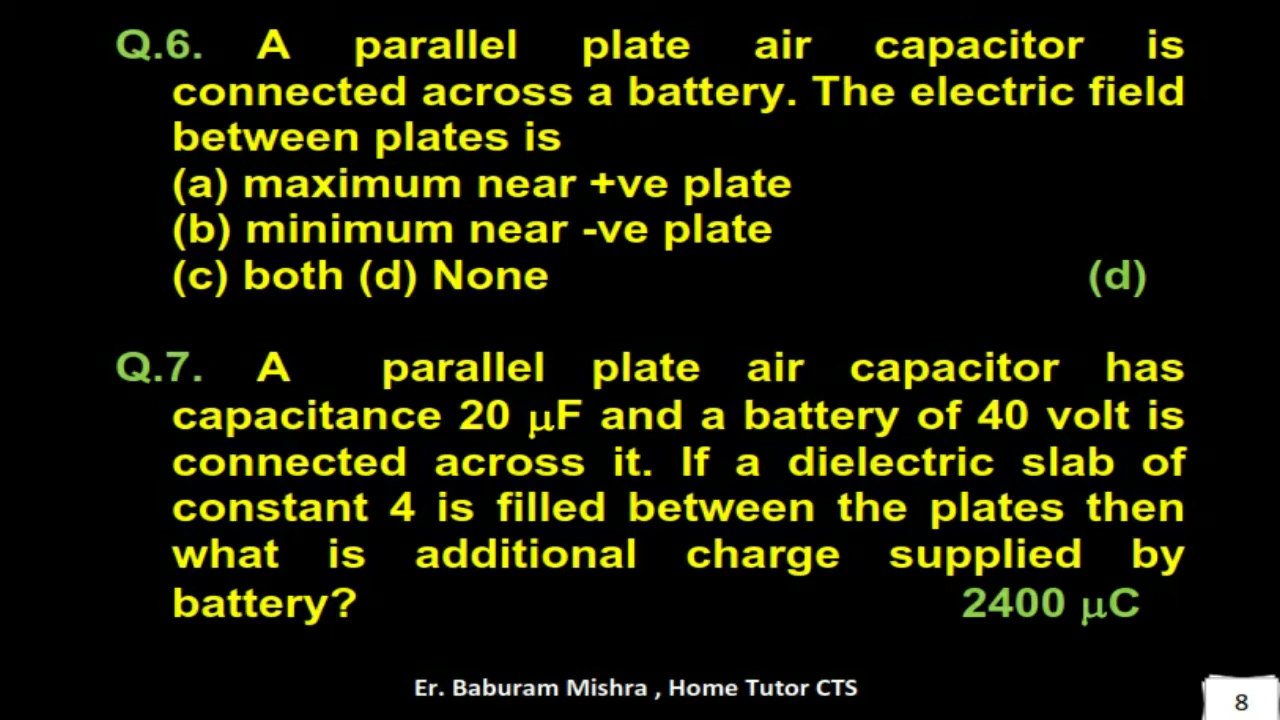 Q.6. A parallel plate air capacitor is
connected across a battery. The electric field
between plates is
(a) maximum near +ve plate
(b) minimum near -ve plate
(c) both (d) None (d)
Q.7. A parallel plate air capacitor has
capacitance 20 μF and a battery of 40 volt is
connected across it. If a dielectric slab of
constant 4 is filled between the plates then
what is additional charge supplied by
battery? 2400 μC
Er. Baburam Mishra , Home Tutor CTS
8